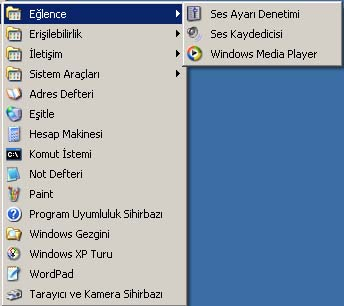 Eğlence
Erişilebilirlik
İletişim
Sistem Araçları
Adres Defteri
Eşitle
Hesap Makinesi
Komut İstemi
Not Defteri
Paint
Program Uyumluluk Sihirbazı
Windows Gezgini
Windows XP Turu
WordPad
Tarayıcı ve Kamera Sihirbazı
Ses Ayarı Denetimi
Ses Kaydedicisi
Windows Media Player